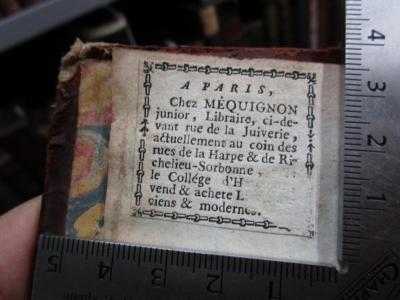 A PARIS,
Chez MÉQUIGNON
junior, Libraire, ci-de-
vant rue de la Juiverie,
actuellement au coin des
rues de la Harpe & de Ri-
chelieu-Sorbonne,
le Collége d'H
vend & achete L
ciens & modernes.
4
3
2
1
5
4
3
2
1